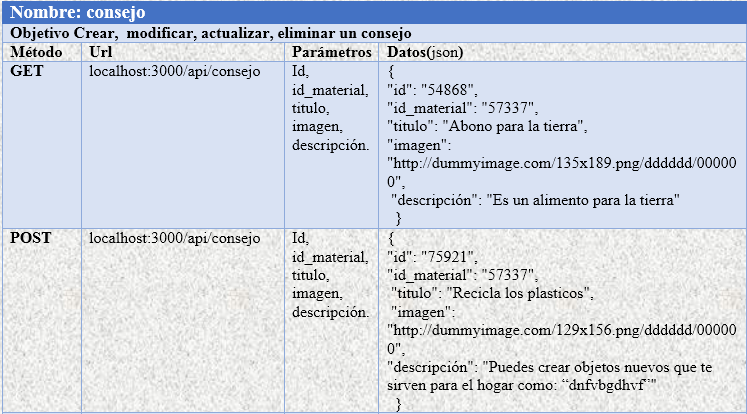 Nombre: consejo
Objetivo Crear, modificar, actualizar, eliminar un consejo
Método Url Parámetros Datos(json)
GET localhost:3000/api/consejo Id, {
id_material, "id": "54868",
titulo, "id_material": "57337",
imagen, "titulo": "Abono para la tierra",
descripción. "imagen":
"http://dummyimage.com/135x189.png/dddddd/00000
0",
"descripción": "Es un alimento para la tierra"
}
POST localhost:3000/api/consejo Id, {
id_material, "id": "75921",
titulo, "id_material": "57337",
imagen, "titulo": "Recicla los plasticos",
descripción. "imagen":
"http://dummyimage.com/129x156.png/dddddd/00000
0",
"descripción": "Puedes crear objetos nuevos que te
sirven para el hogar como: “dnfvbgdhvf”"
}